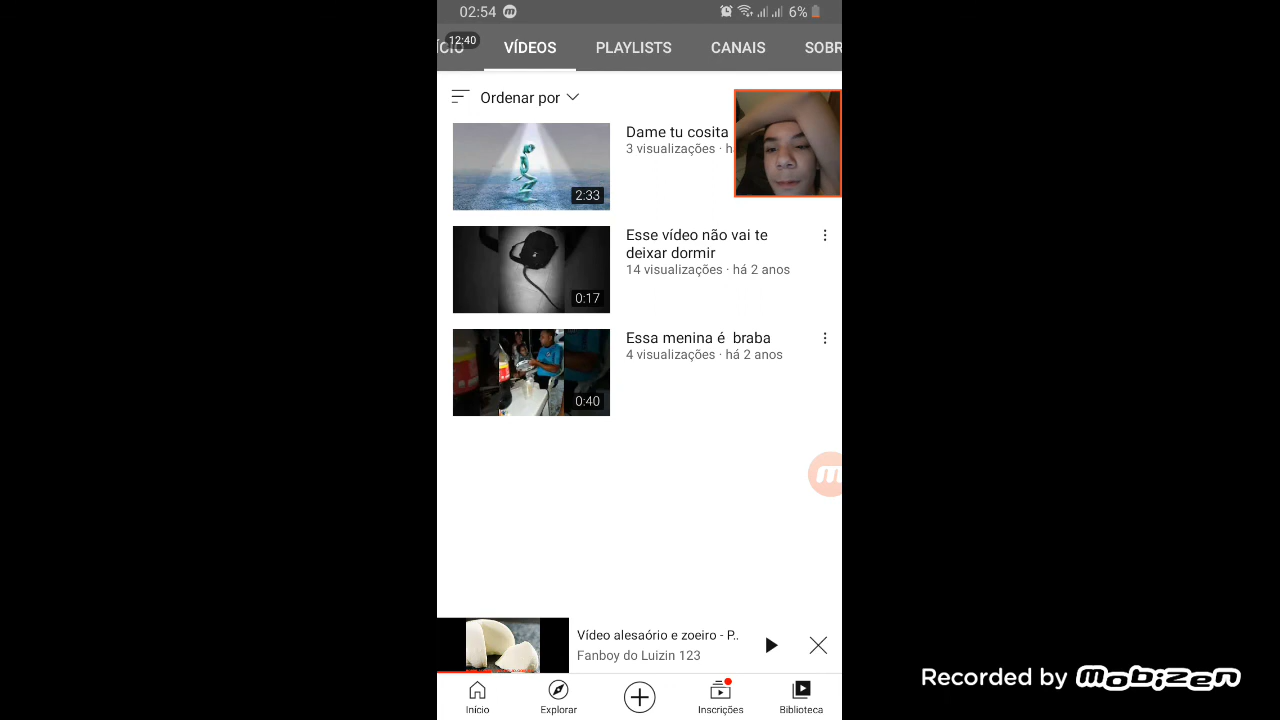 02:54
6%
ÍCIO
12:40
VÍDEOS
PLAYLISTS
CANAIS
SOBR
Ordenar por
Dame tu cosita
3 visualizações · h
2:33
Esse vídeo não vai te
deixar dormir
14 visualizações · há 2 anos
0:17
Essa menina é braba
4 visualizações · há 2 anos
0:40
Vídeo alesaório e zoeiro - P..
Fanboy do Luizin 123
Início
Explorar
Inscrições
Biblioteca
Recorded by mobizen